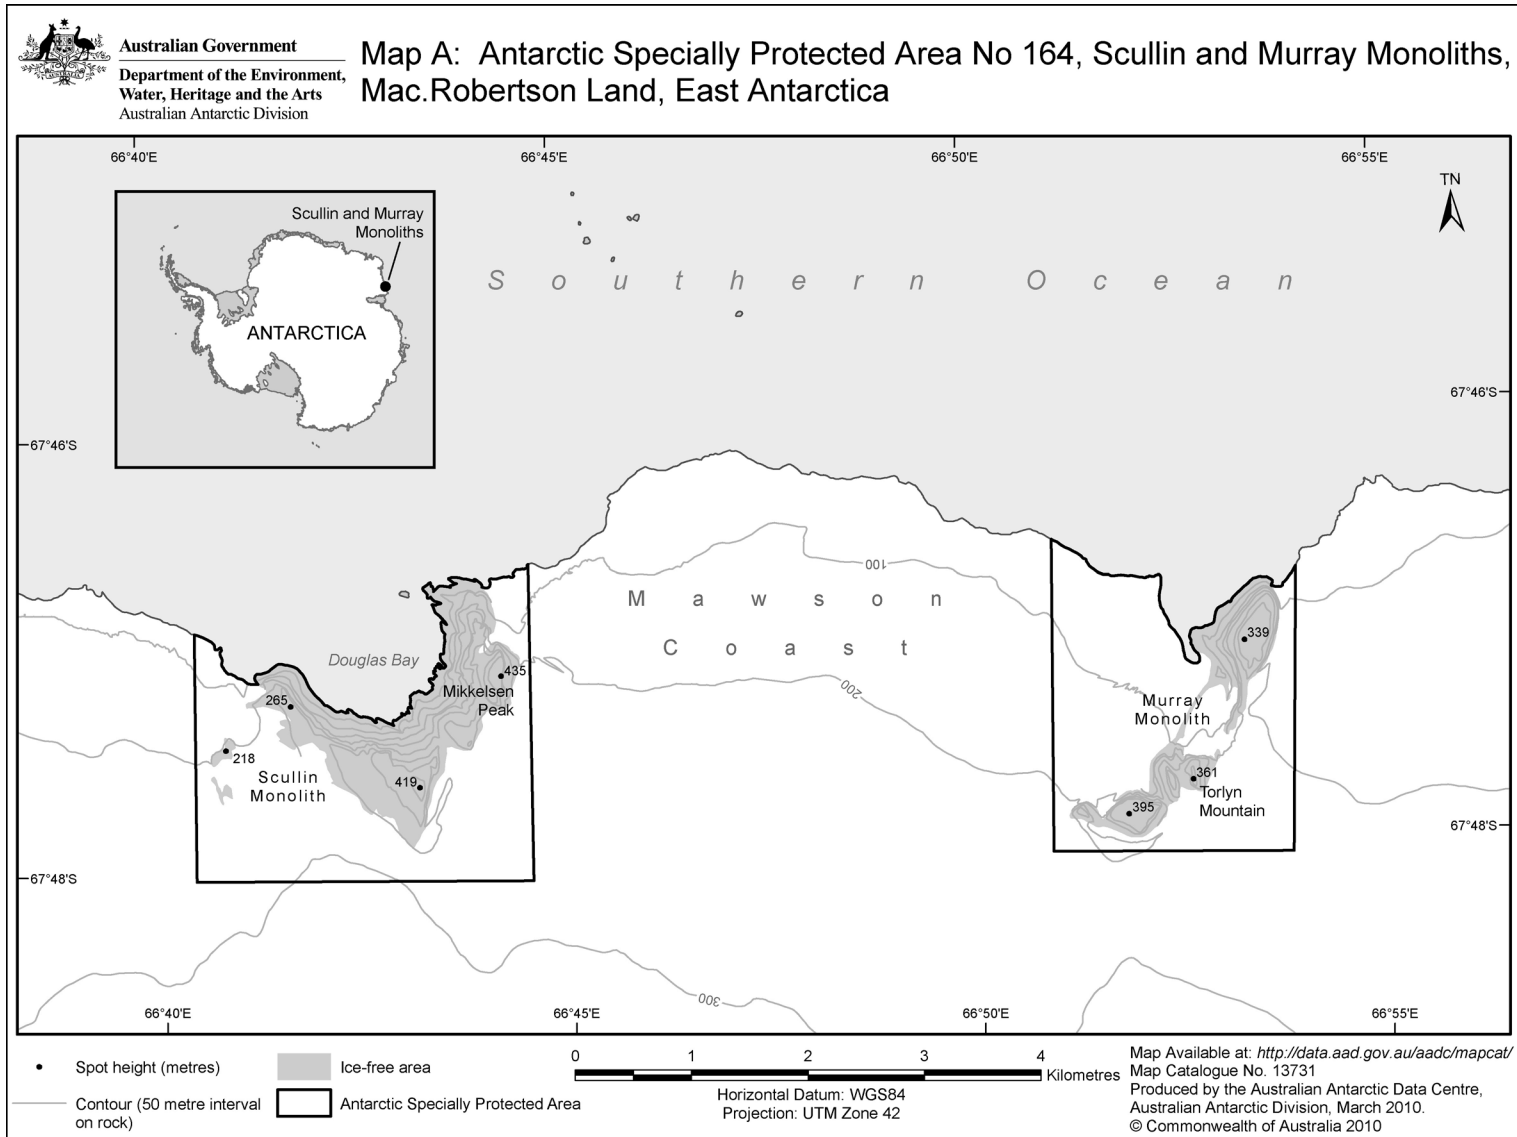 Australian Government
Department of the Environment,
Water, Heritage and the Arts
Australian Antarctic Division
Map A:  Antarctic Specially Protected Area No 164, Scullin and Murray Monoliths,
Mac.Robertson Land, East Antarctica
66°40'E
66°45'E
66°50'E
66°55'E
TN
Scullin and Murray
Monoliths
ANTARCTICA
Southern Ocean
67°46'S
67°46'S
100
Mawson
Coast
200
Douglas Bay
435
Mikkelsen
Peak
265
218
Scullin
Monolith
419
339
Murray
Monolith
361
Torlyn
Mountain
395
67°48'S
67°48'S
300
66°40'E
66°45'E
66°50'E
66°55'E
Spot height (metres)
Ice-free area
Contour (50 metre interval
on rock)
Antarctic Specially Protected Area
0 1 2 3 4
Kilometres
Horizontal Datum: WGS84
Projection: UTM Zone 42
Map Available at: http://data.aad.gov.au/aadc/mapcat/
Map Catalogue No. 13731
Produced by the Australian Antarctic Data Centre,
Australian Antarctic Division, March 2010.
© Commonwealth of Australia 2010